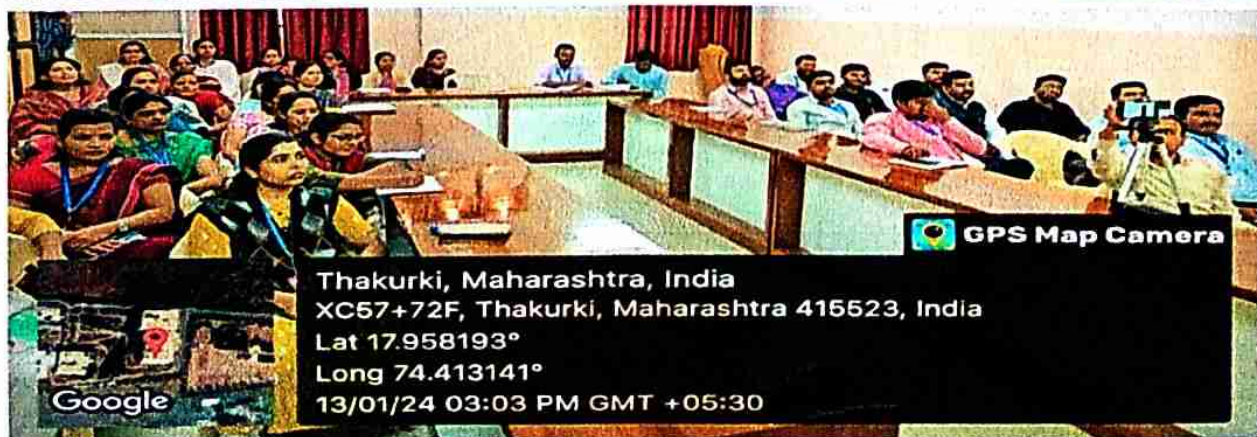 GPS Map Camera
Thakurki, Maharashtra, India
XC57+72F, Thakurki, Maharashtra 415523, India
Lat 17.958193°
Long 74.413141°
13/01/24 03:03 PM GMT +05:30
Google